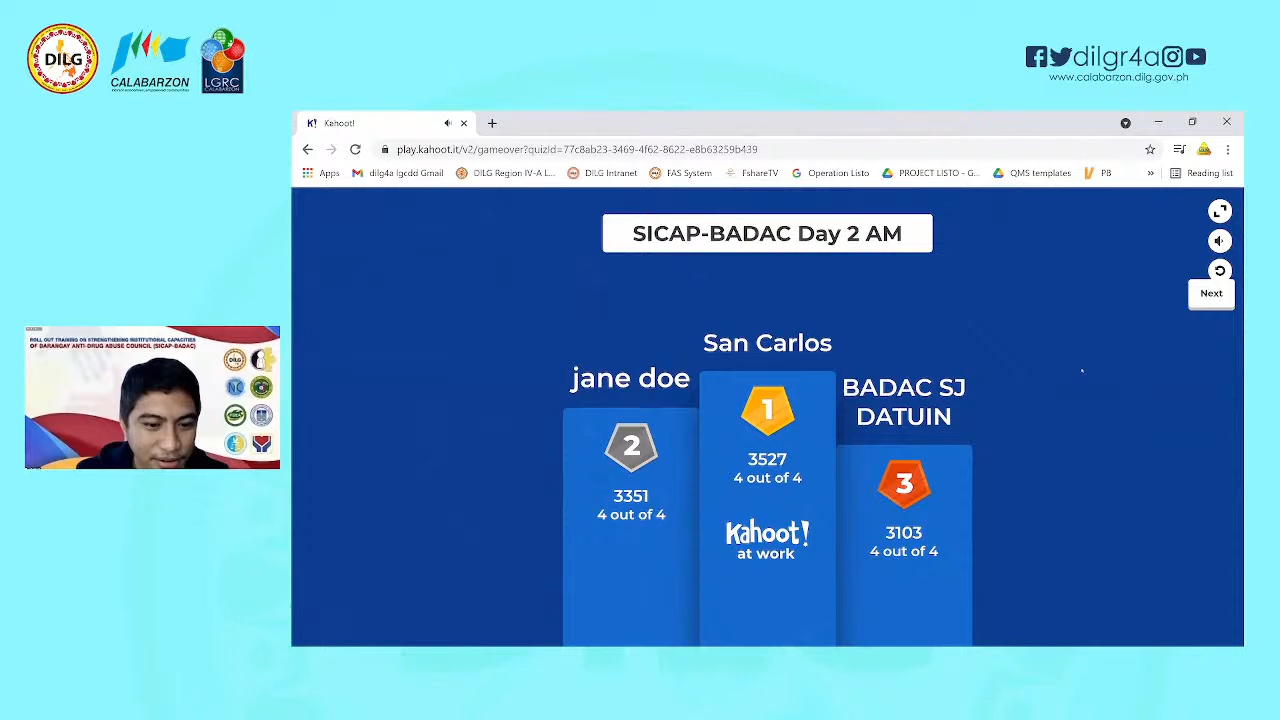 DILG
CALABARZON
LGRC
CALABARZON
dilgr4a
www.calabarzon.dilg.gov.ph
Kahoot!
play.kahoot.it/v2/gameover?quizId=77c8ab23-3469-4f62-8622-e8b63259b439
Apps
dilg4a lgcdd Gmail
DILG Region IV-A L...
DILG Intranet
FAS System
FshareTV
Operation Listo
PROJECT LISTO - G...
QMS templates
PB
»
Reading list
SICAP-BADAC Day 2 AM
Next
San Carlos
jane doe
BADAC SJ
DATUIN
1
3527
4 out of 4
Kahoot!
at work
2
3351
4 out of 4
3
3103
4 out of 4
ROLL OUT TRAINING ON STRENGTHENING INSTITUTIONAL CAPACITIES
OF BARANGAY ANTI-DRUG ABUSE COUNCIL (SICAP-BADAC)
DILG